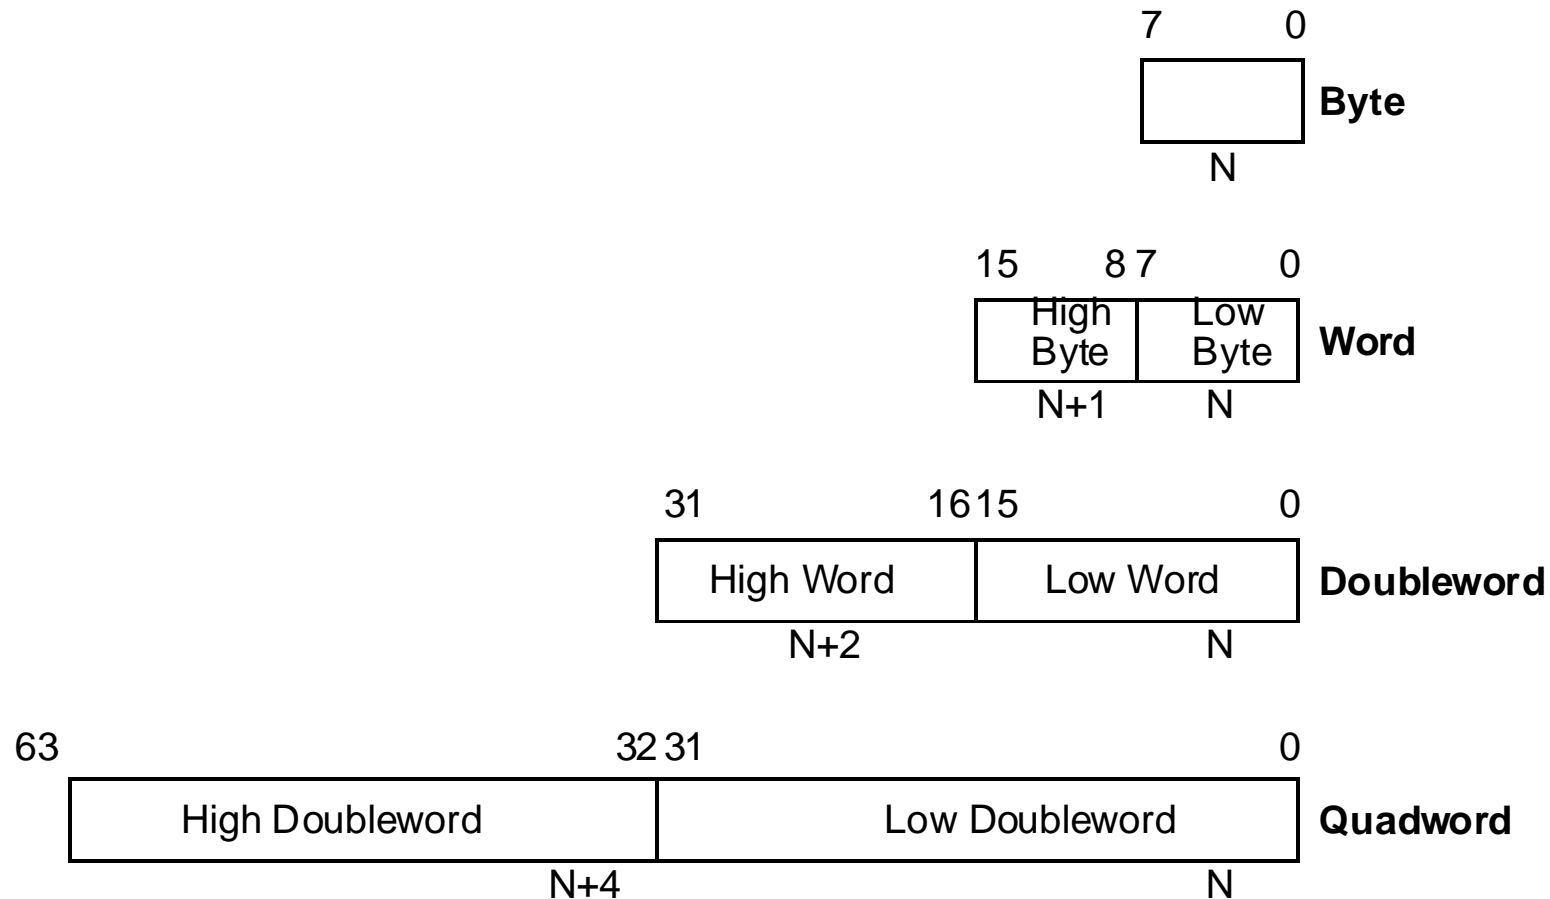 7 0
Byte
N
15 8 7 0
High Byte Low Byte Word
N+1 N
31 16 15 0
High Word Low Word Doubleword
N+2 N
63 32 31 0
High Doubleword Low Doubleword Quadword
N+4 N